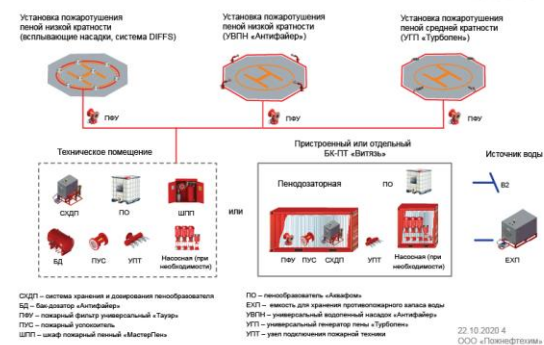 Установка пожаротушения
пеной низкой кратности
(всплывающие насадки, система DIFFS)
Установка пожаротушения
пеной низкой кратности
(УВПН «Антифайер»)
Установка пожаротушения
пеной средней кратности
(УГП «Турбопен»)
ПФУ
ПФУ
ПФУ
Техническое помещение
СХДП
ПО
ШПП
БД
ПУС
УПТ
Насосная (при
необходимости)
или
Пристроенный или отдельный
БК-ПТ «Витязь»
Пенодозаторная
ПО
ПФУ
ПУС
СХДП
УПТ
Насосная (при
необходимости)
Источник воды
В2
ЕХП
СХДП – система хранения и дозирования пенообразователя
БД – бак-дозатор «Антифайер»
ПФУ – пожарный фильтр универсальный «Тауэр»
ПУС – пожарный успокоитель
ШПП – шкаф пожарный пенный «МастерПен»
ПО – пенообразователь «Аквафом»
ЕХП – емкость для хранения противопожарного запаса воды
УВПН – универсальный водопенный насадок «Антифайер»
УГП – универсальный генератор пены «Турбопен»
УПТ – узел подключения пожарной техники
22.10.2020 4
ООО «Пожнефтехим»